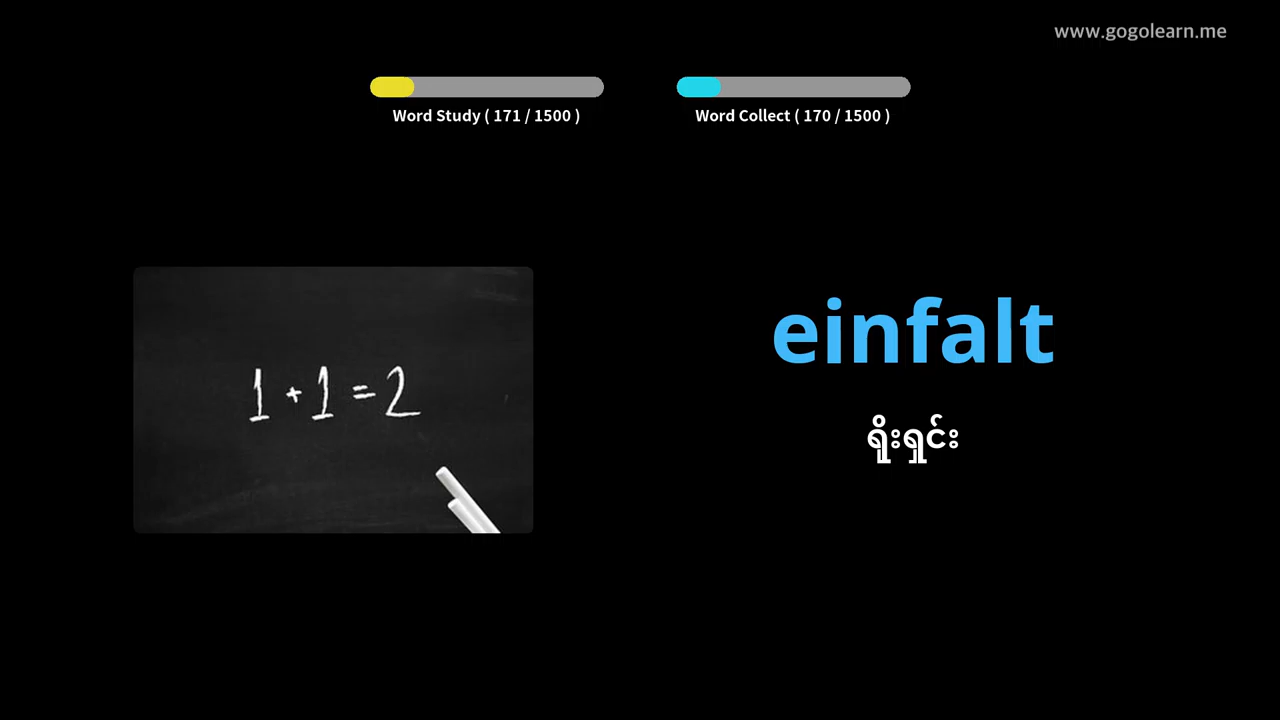 www.gogolearn.me
Word Study ( 171 / 1500 )
Word Collect ( 170 / 1500 )
1 + 1 = 2
einfalt
ရိုးရှင်း